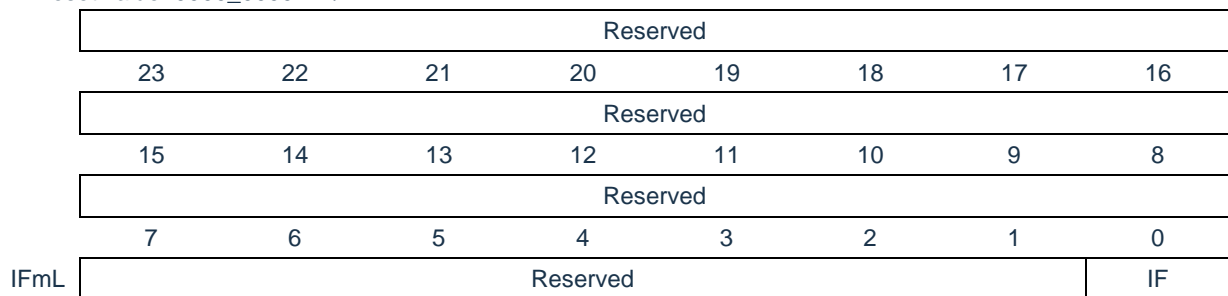 Reserved
23 22 21 20 19 18 17 16
Reserved
15 14 13 12 11 10 9 8
Reserved
7 6 5 4 3 2 1 0
IFmL Reserved IF